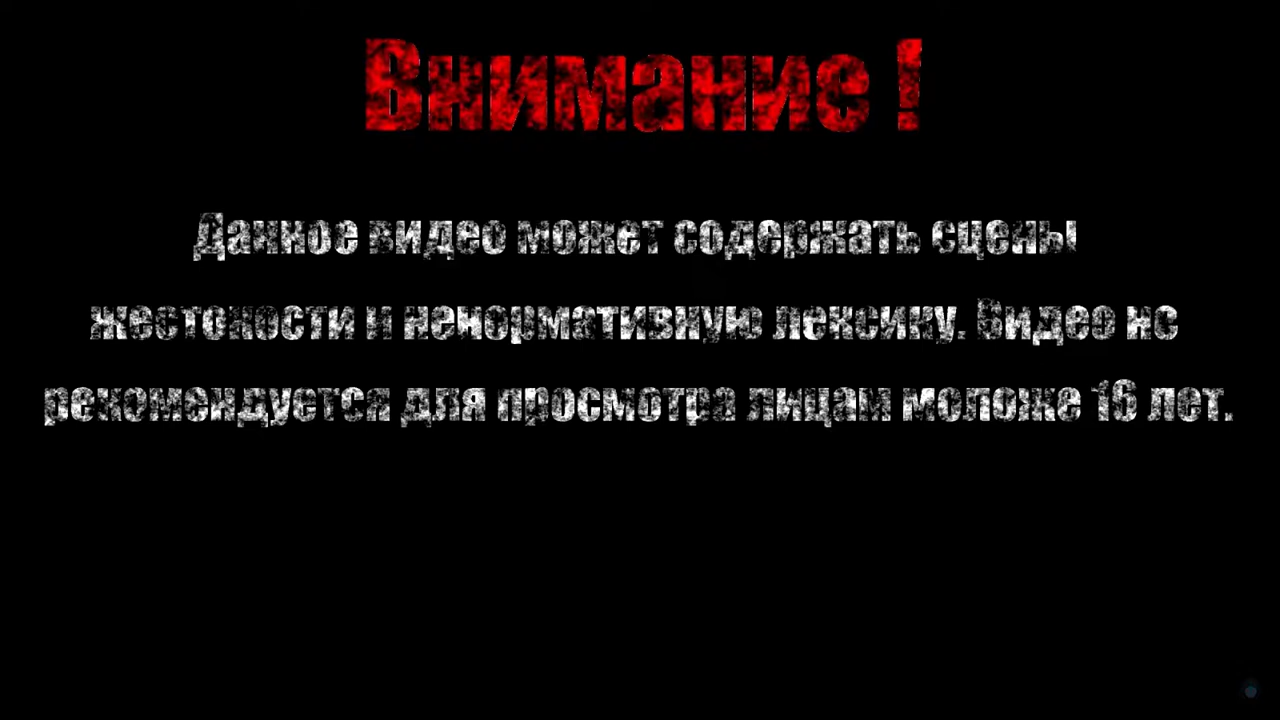 Внимание !
Данное видео может содержать сцены
жестокости и ненормативную лексику. Видео не
рекомендуется для просмотра лицам моложе 16 лет.